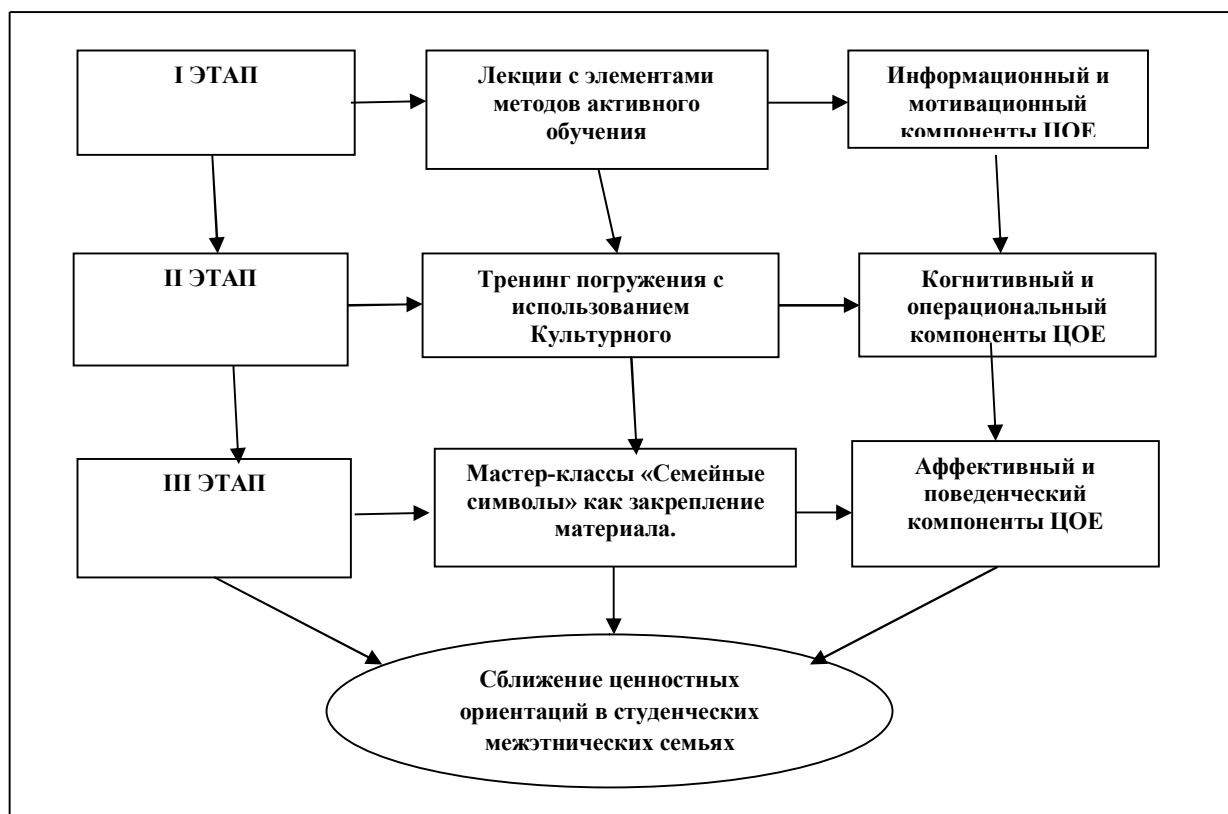 I ЭТАП
Лекции с элементами
методов активного
обучения
Информационный и
мотивационный
компоненты ЦОЕ
II ЭТАП
Тренинг погружения с
использованием
Культурного
Когнитивный и
операциональный
компоненты ЦОЕ
III ЭТАП
Мастер-классы «Семейные
символы» как закрепление
материала.
Аффективный и
поведенческий
компоненты ЦОЕ
Сближение ценностных
ориентаций в студенческих
межэтнических семьях